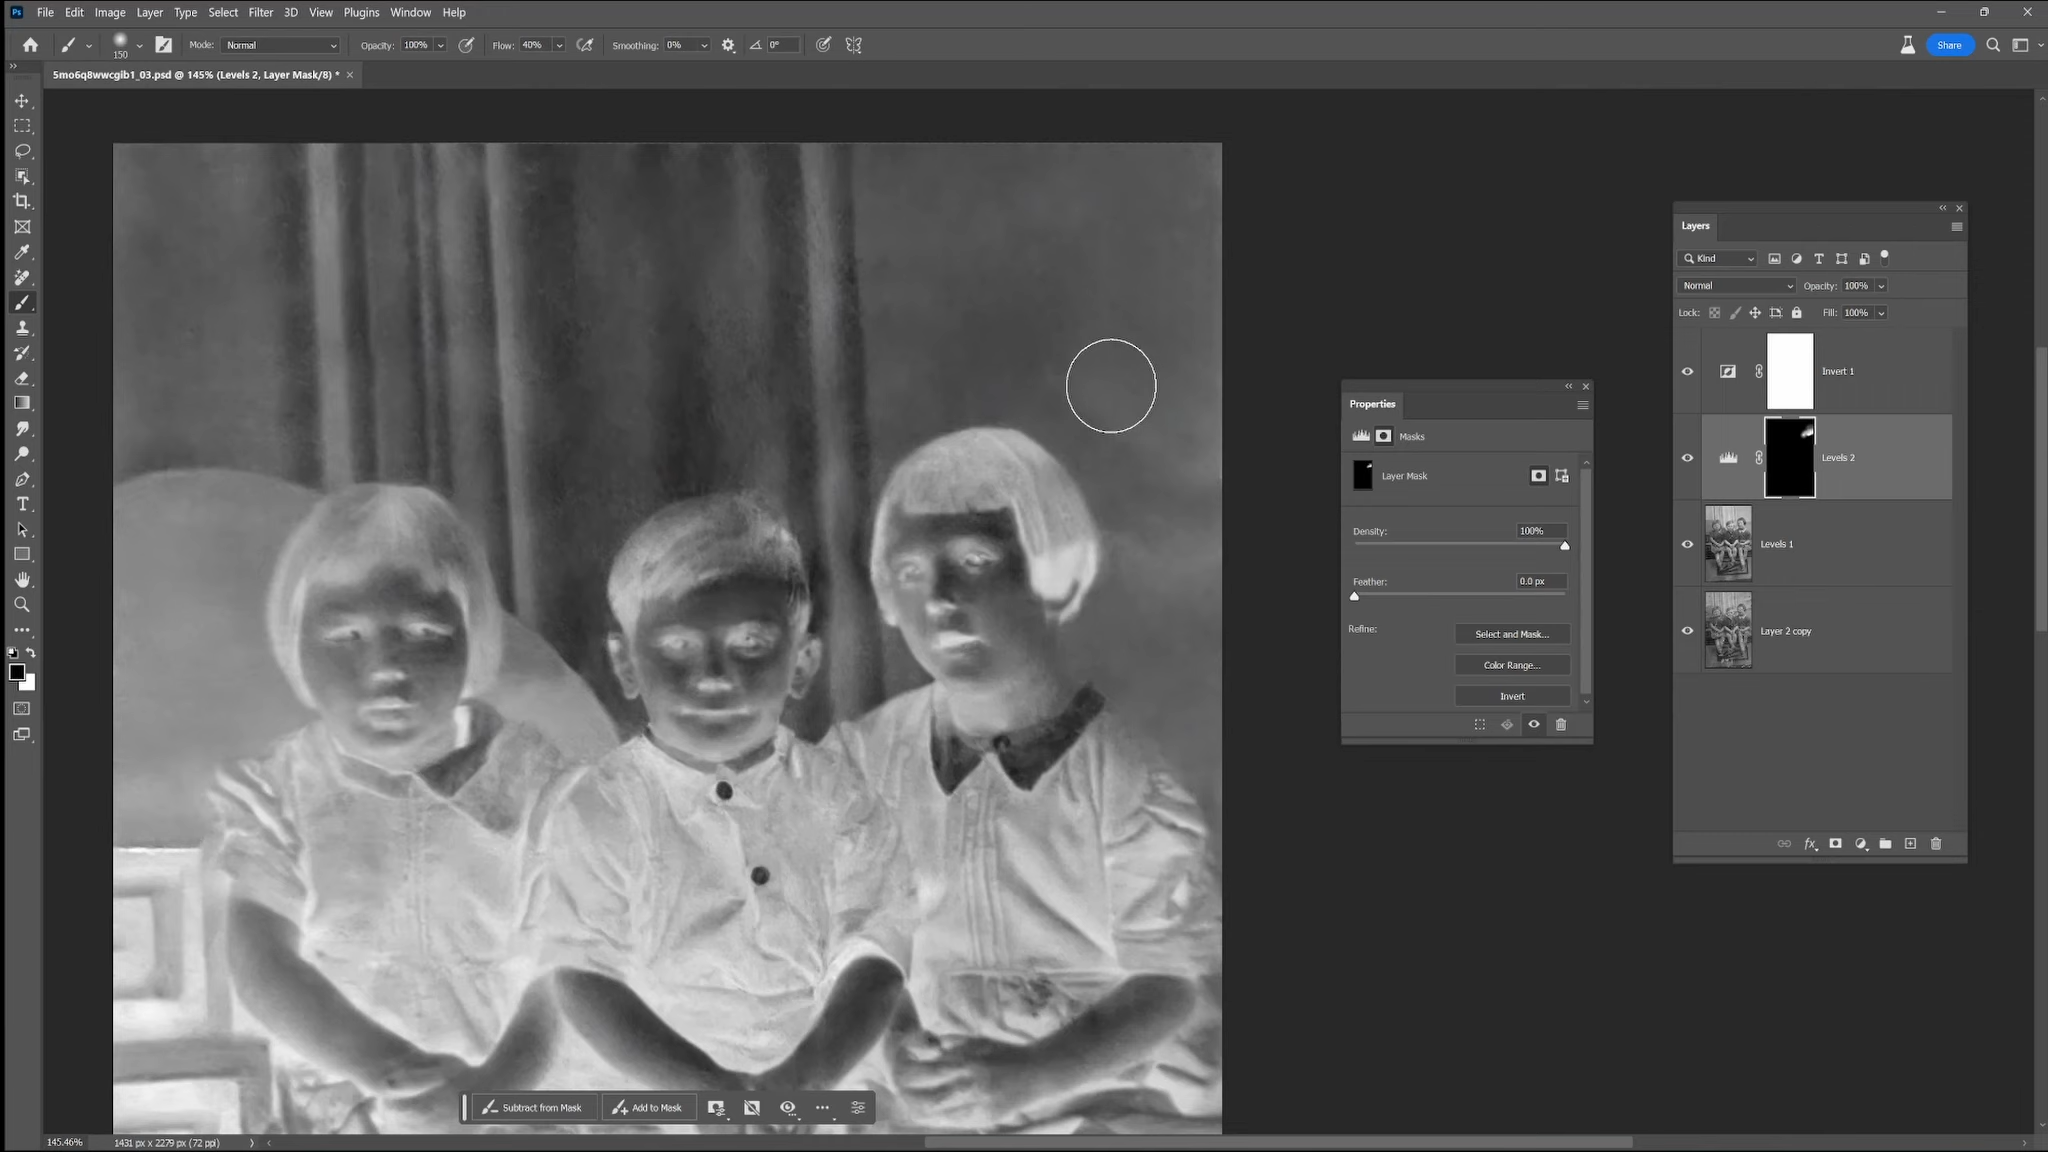 Ps File Edit Image Layer Type Select Filter 3D View Plugins Window Help
150 Mode: Normal Opacity: 100% Flow: 40% Smoothing: 0% 0° Share
5mo6q8wwcgib1_03.psd @ 145% (Levels 2, Layer Mask/8) *
Layers
Kind
Normal Opacity: 100%
Lock: Fill: 100%
Invert 1
Levels 2
Levels 1
Layer 2 copy
Properties
Masks
Layer Mask
Density: 100%
Feather: 0.0 px
Refine: Select and Mask...
Color Range...
Invert
Subtract from Mask Add to Mask
145.46% 1431 px x 2279 px (72 ppi)